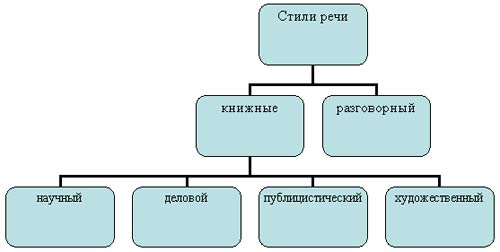 Стили речи
книжные
разговорный
научный
деловой
публицистический
художественный